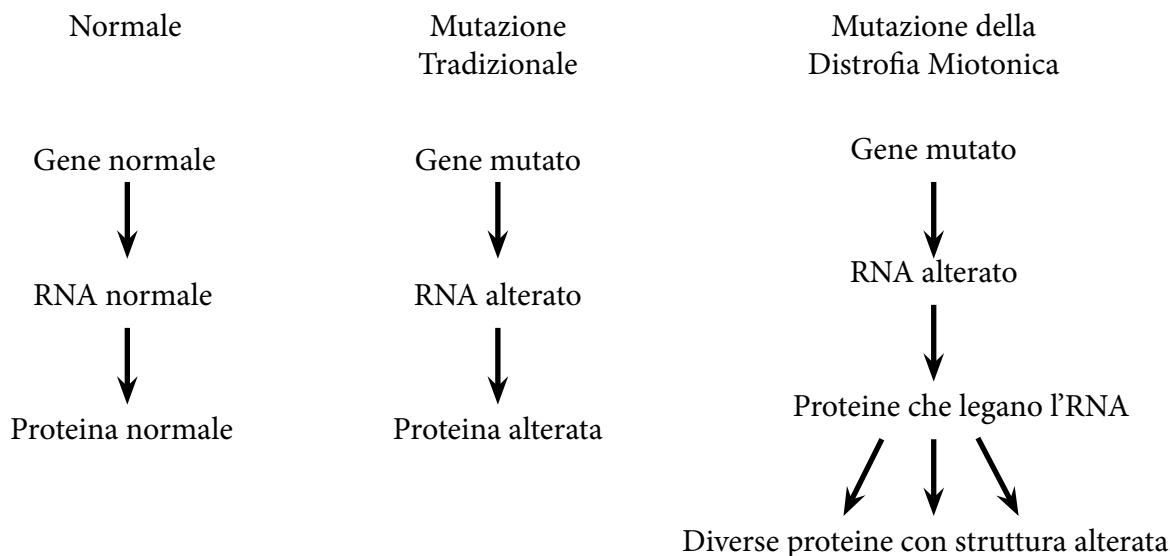 Normale
Mutazione
Tradizionale
Mutazione della
Distrofia Miotonica
Gene normale
RNA normale
Proteina normale
Gene mutato
RNA alterato
Proteina alterata
Gene mutato
RNA alterato
Proteine che legano l'RNA
Diverse proteine con struttura alterata